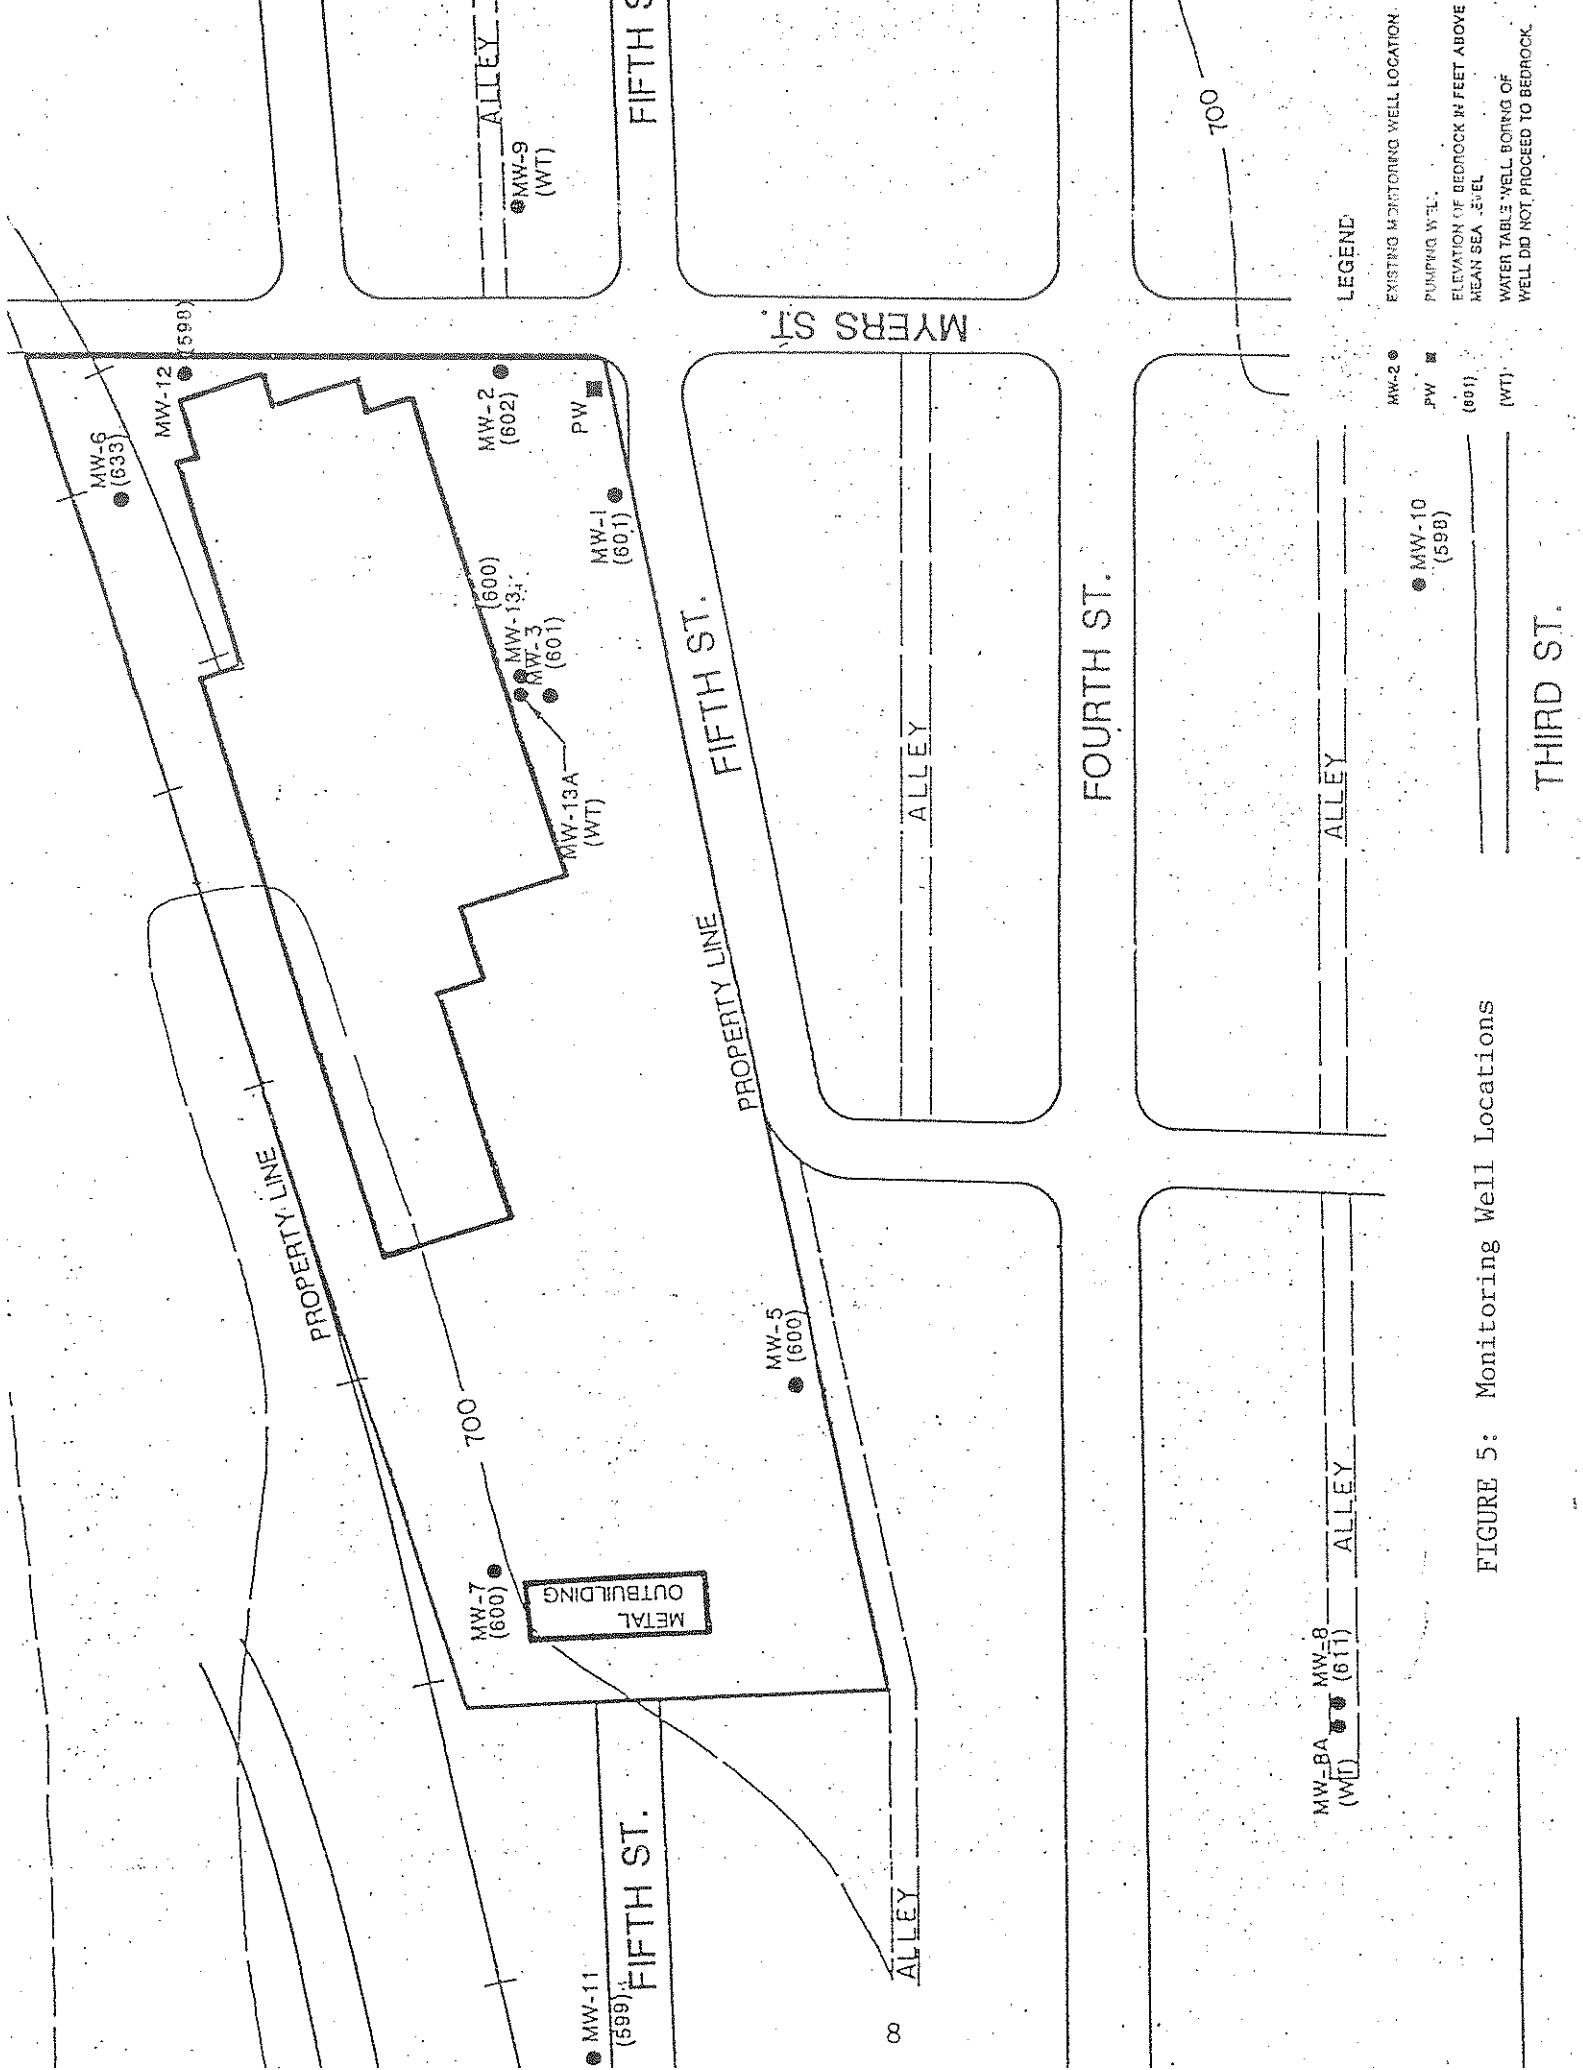 MW-11
(599)
FIFTH ST.
ALLEY
MW-7
(600)
METAL
OUTBUILDING
700
PROPERTY LINE
MW-5
(600)
PROPERTY LINE
MW-6
(633)
MW-12
(598)
MW-2
(602)
PW
MW-1
(601)
(600)
MW-13
MW-3
(601)
MW-13A
(WT)
FIFTH ST.
MYERS ST.
ALLEY
MW-9
(WT)
FIFTH S
ALLEY
FOURTH ST.
ALLEY
MW-8A
(WT)
MW-8
(611)
ALLEY
MW-10
(598)
THIRD ST.
700
LEGEND
MW-2 EXISTING MONITORING WELL LOCATION.
PW PUMPING WELL.
(601) ELEVATION OF BEDROCK IN FEET ABOVE
MEAN SEA LEVEL
(WT) WATER TABLE WELL BORING OF
WELL DID NOT PROCEED TO BEDROCK.
FIGURE 5: Monitoring Well Locations
8